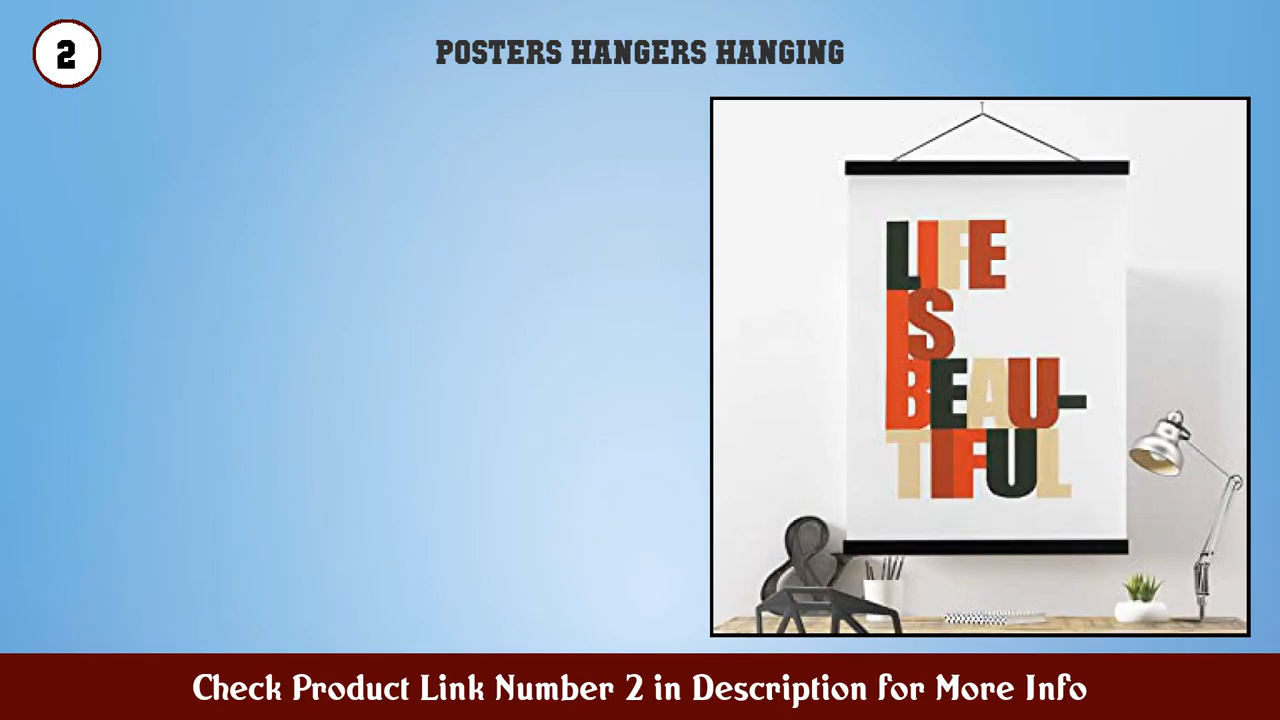 2
POSTERS HANGERS HANGING
LIFE
IS
BEAU-
TIFUL
Check Product Link Number 2 in Description for More Info